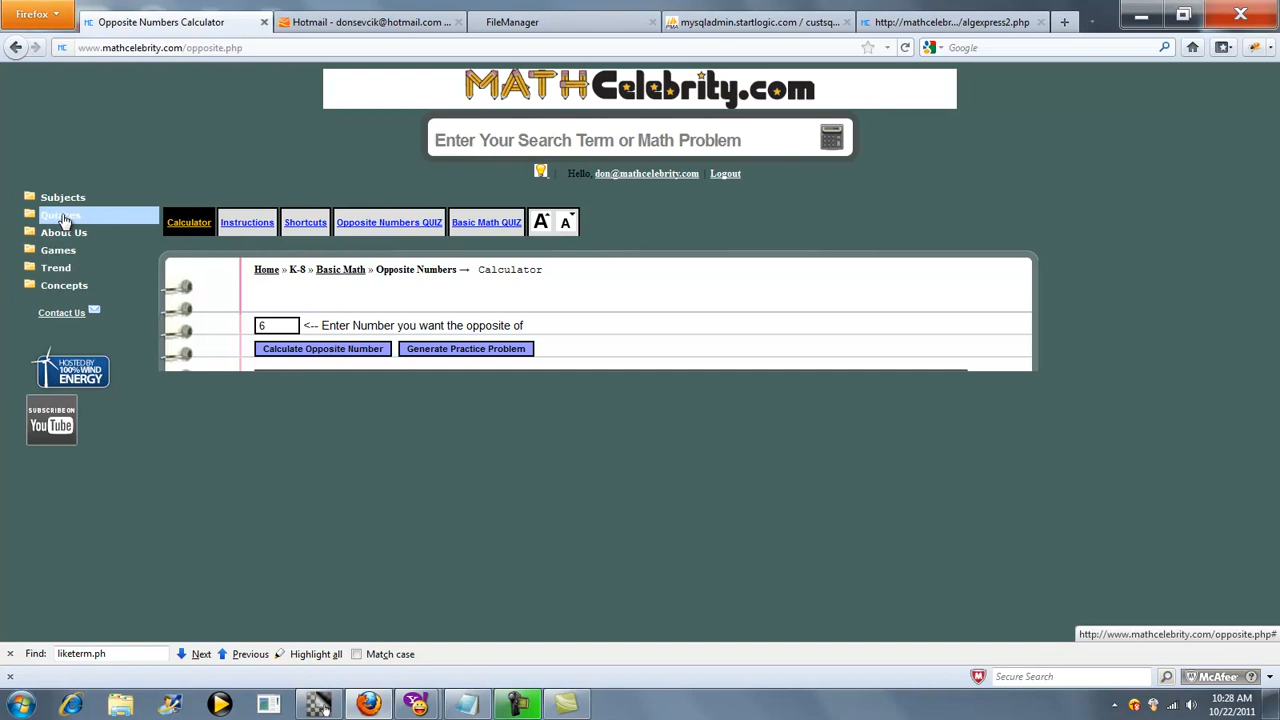 Firefox
Opposite Numbers Calculator
Hotmail - donsevcik@hotmail.com ...
FileManager
mysqladmin.startlogic.com / custsq...
http://mathcelebr.../algexpress2.php
www.mathcelebrity.com/opposite.php
Google
MATHCelebrity.com
Enter Your Search Term or Math Problem
Hello, don@mathcelebrity.com | Logout
Subjects
Quizzes
About Us
Games
Trend
Concepts
Contact Us
HOSTED BY
100% WIND
ENERGY
SUBSCRIBE ON
YouTube
Calculator
Instructions
Shortcuts
Opposite Numbers QUIZ
Basic Math QUIZ
A A
Home » K-8 » Basic Math » Opposite Numbers → Calculator
6 <-- Enter Number you want the opposite of
Calculate Opposite Number
Generate Practice Problem
http://www.mathcelebrity.com/opposite.php#
Find: liketerm.ph Next Previous Highlight all Match case
Secure Search
McAfee
10:28 AM
10/22/2011